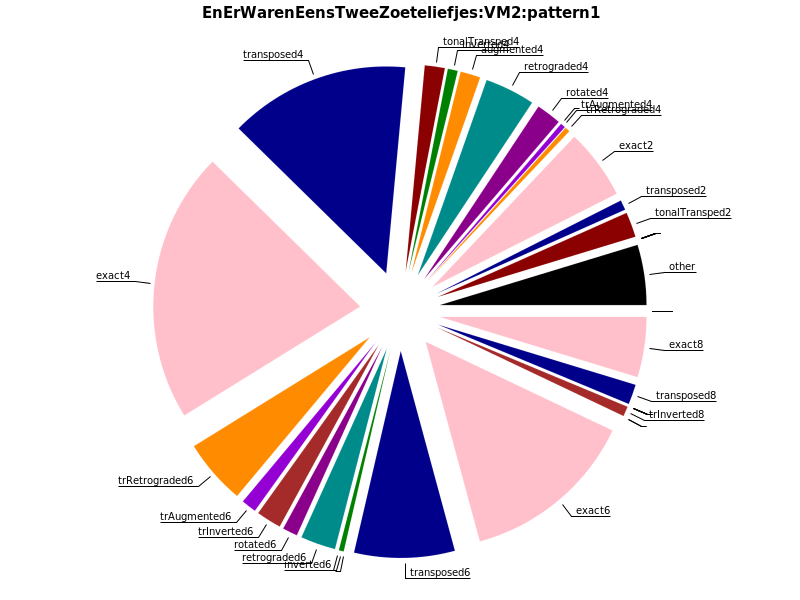 EnErWarenEensTweeZoeteliefjes:VM2:pattern1
tonalTransped4
inverted4
augmented4
transposed4
retrograded4
rotated4
trAugmented4
trRetrograded4
exact2
transposed2
tonalTransped2
other
exact4
exact8
transposed8
trInverted8
trRetrograded6
exact6
trAugmented6
trInverted6
rotated6
retrograded6
inverted6
transposed6